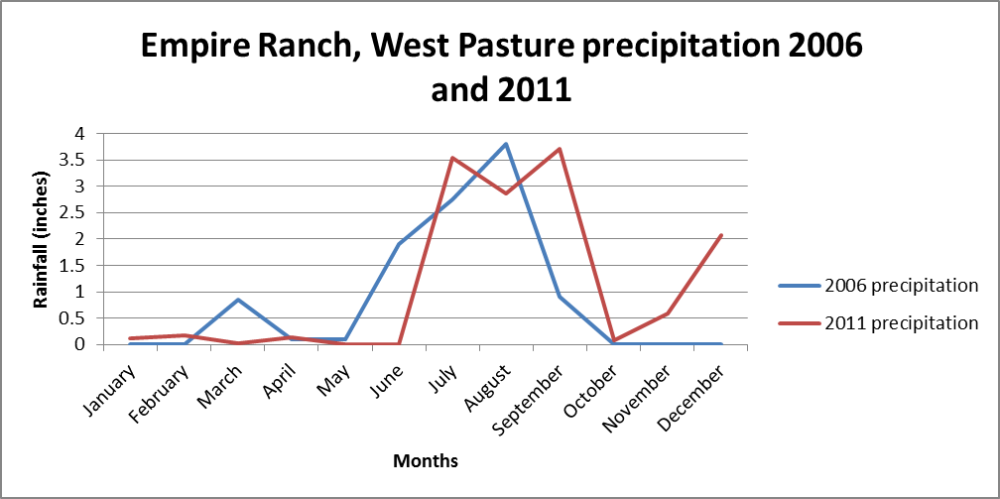 Empire Ranch, West Pasture precipitation 2006
and 2011
4
3.5
3
2.5
2
1.5
1
0.5
0
Rainfall (inches)
January
February
March
April
May
June
July
August
September
October
November
December
Months
2006 precipitation
2011 precipitation